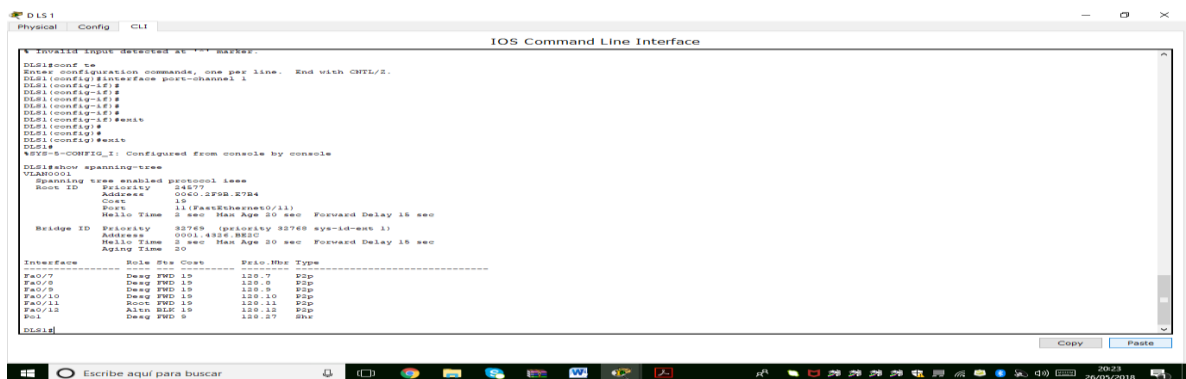 DLS1
Physical Config CLI
IOS Command Line Interface
% Invalid input detected at '^' marker.
DLS1#conf te
Enter configuration commands, one per line. End with CNTL/Z.
DLS1(config)#interface port-channel 1
DLS1(config-if)#
DLS1(config-if)#
DLS1(config-if)#
DLS1(config-if)#
DLS1(config-if)#exit
DLS1(config)#
DLS1(config)#
DLS1(config)#exit
DLS1#
%SYS-5-CONFIG_I: Configured from console by console
DLS1#show spanning-tree
VLAN0001
Spanning tree enabled protocol ieee
Root ID Priority 24577
Address 0060.2F9B.E7B4
Cost 19
Port 11(FastEthernet0/11)
Hello Time 2 sec Max Age 20 sec Forward Delay 15 sec
Bridge ID Priority 32769 (priority 32768 sys-id-ext 1)
Address 0001.4326.BE2C
Hello Time 2 sec Max Age 20 sec Forward Delay 15 sec
Aging Time 20
Interface Role Sts Cost Prio.Nbr Type
---------------- ---- --- --------- -------- --------------------------------
Fa0/7 Desg FWD 19 128.7 P2p
Fa0/8 Desg FWD 19 128.8 P2p
Fa0/9 Desg FWD 19 128.9 P2p
Fa0/10 Desg FWD 19 128.10 P2p
Fa0/11 Root FWD 19 128.11 P2p
Fa0/12 Altn BLK 19 128.12 P2p
Po1 Desg FWD 9 128.27 Shr
DLS1#
Copy Paste
Escribe aquí para buscar
20:23
26/05/2018